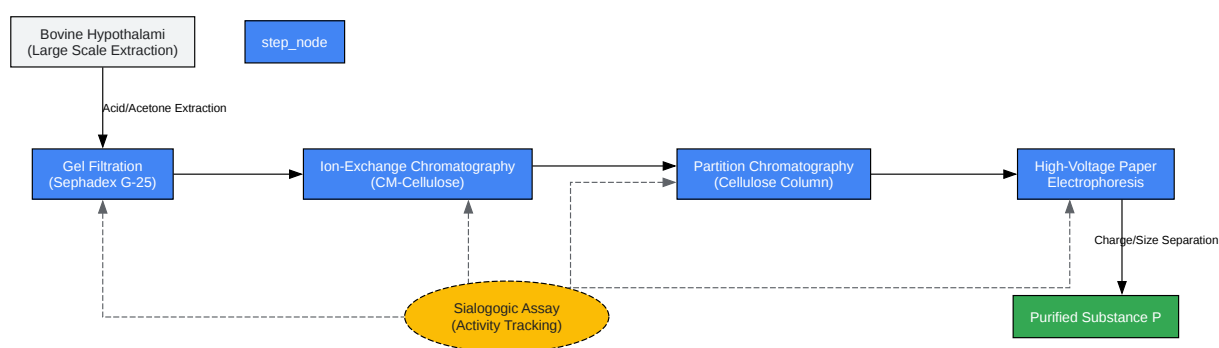 Bovine Hypothalami
(Large Scale Extraction)
step_node
Acid/Acetone Extraction
Gel Filtration
(Sephadex G-25)
Ion-Exchange Chromatography
(CM-Cellulose)
Partition Chromatography
(Cellulose Column)
High-Voltage Paper
Electrophoresis
Charge/Size Separation
Sialogogic Assay
(Activity Tracking)
Purified Substance P